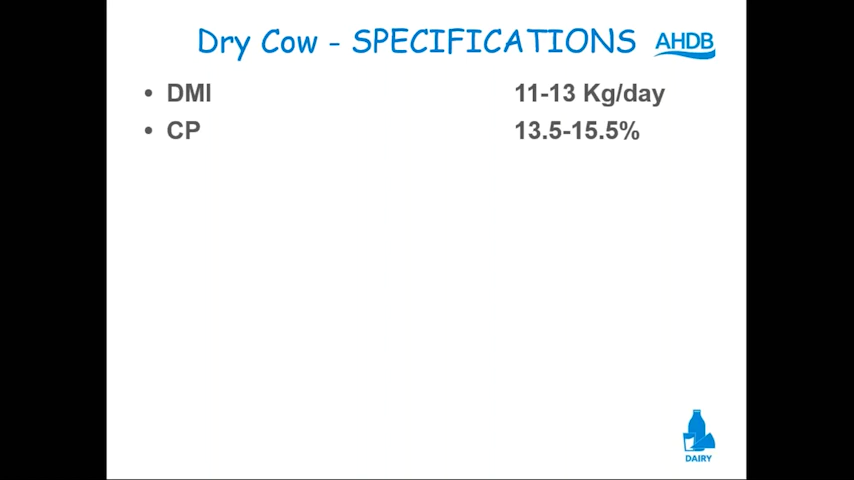 Dry Cow - SPECIFICATIONS AHDB
• DMI 11-13 Kg/day
• CP 13.5-15.5%
DAIRY